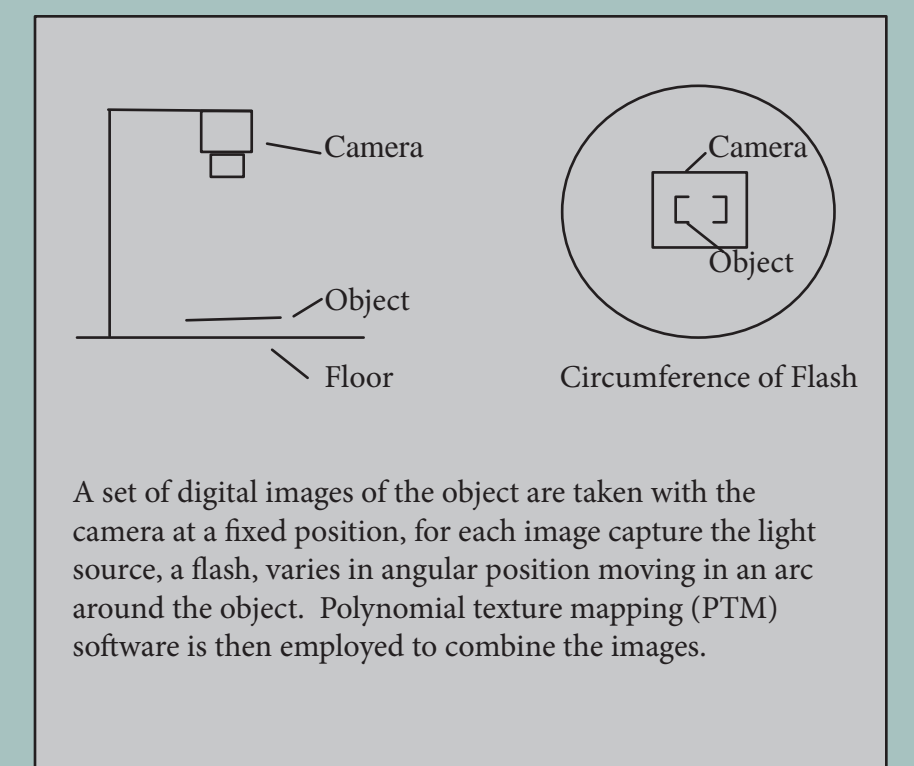 Camera
Object
Floor
Camera
Object
Circumference of Flash
A set of digital images of the object are taken with the
camera at a fixed position, for each image capture the light
source, a flash, varies in angular position moving in an arc
around the object.  Polynomial texture mapping (PTM)
software is then employed to combine the images.